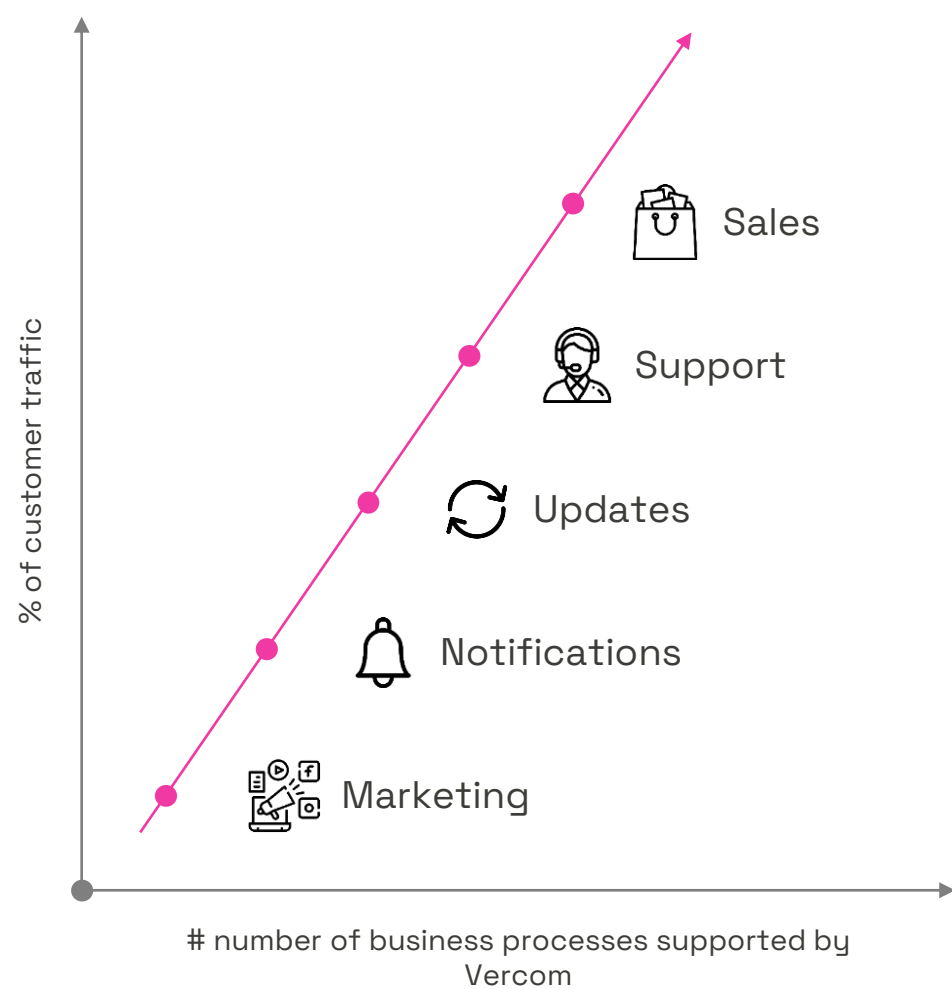 Sales
Support
% of customer traffic
Updates
Notifications
Marketing
# number of business processes supported by
Vercom